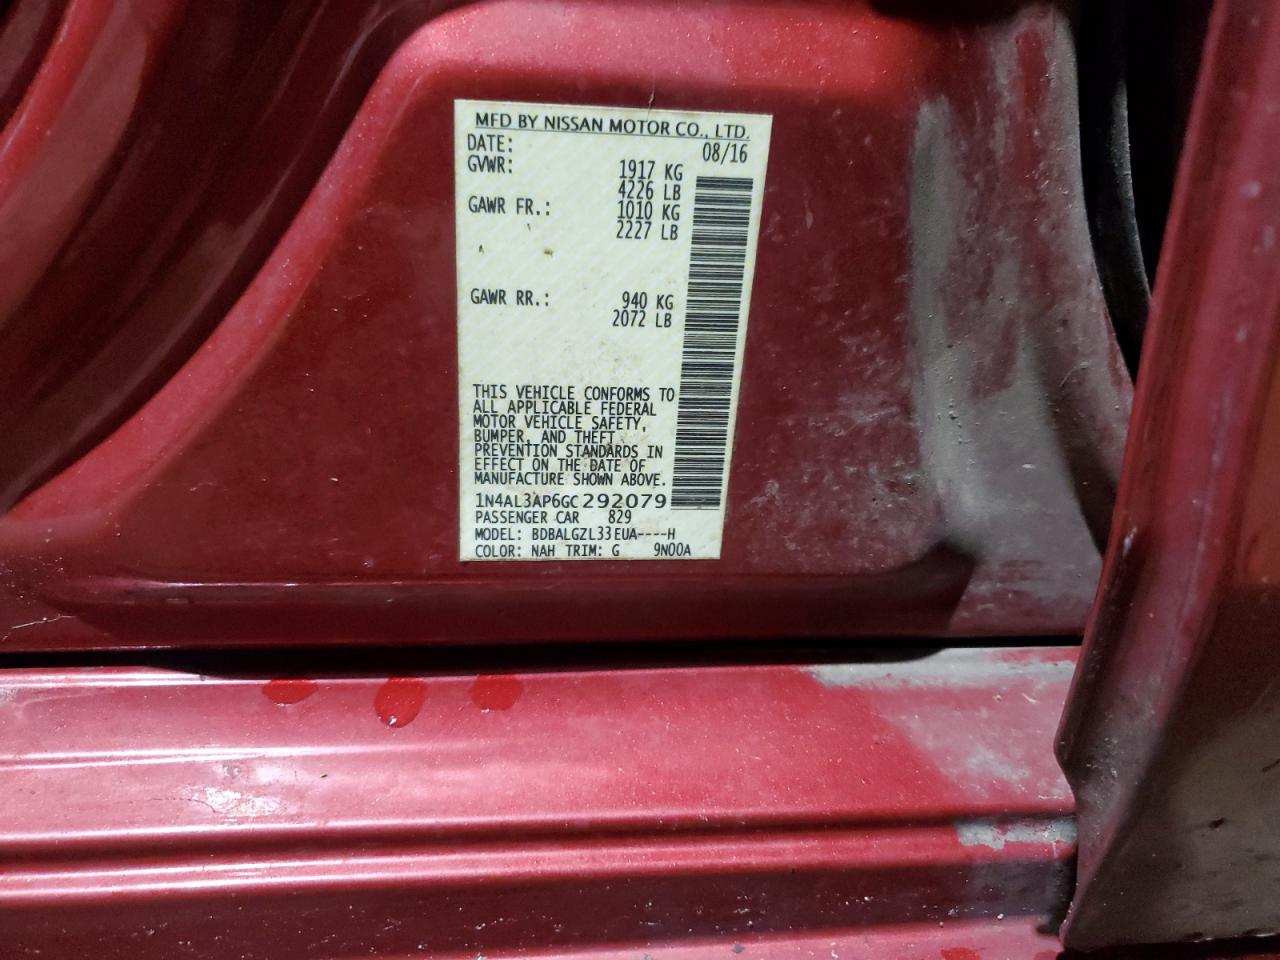 MFD BY NISSAN MOTOR CO., LTD.
DATE: 08/16
GVWR: 1917 KG
4226 LB
GAWR FR.: 1010 KG
2227 LB
GAWR RR.: 940 KG
2072 LB
THIS VEHICLE CONFORMS TO
ALL APPLICABLE FEDERAL
MOTOR VEHICLE SAFETY,
BUMPER, AND THEFT
PREVENTION STANDARDS IN
EFFECT ON THE DATE OF
MANUFACTURE SHOWN ABOVE.
1N4AL3AP6GC292079
PASSENGER CAR 829
MODEL: BDBALGZL33EUA----H
COLOR: NAH TRIM: G 9N00A